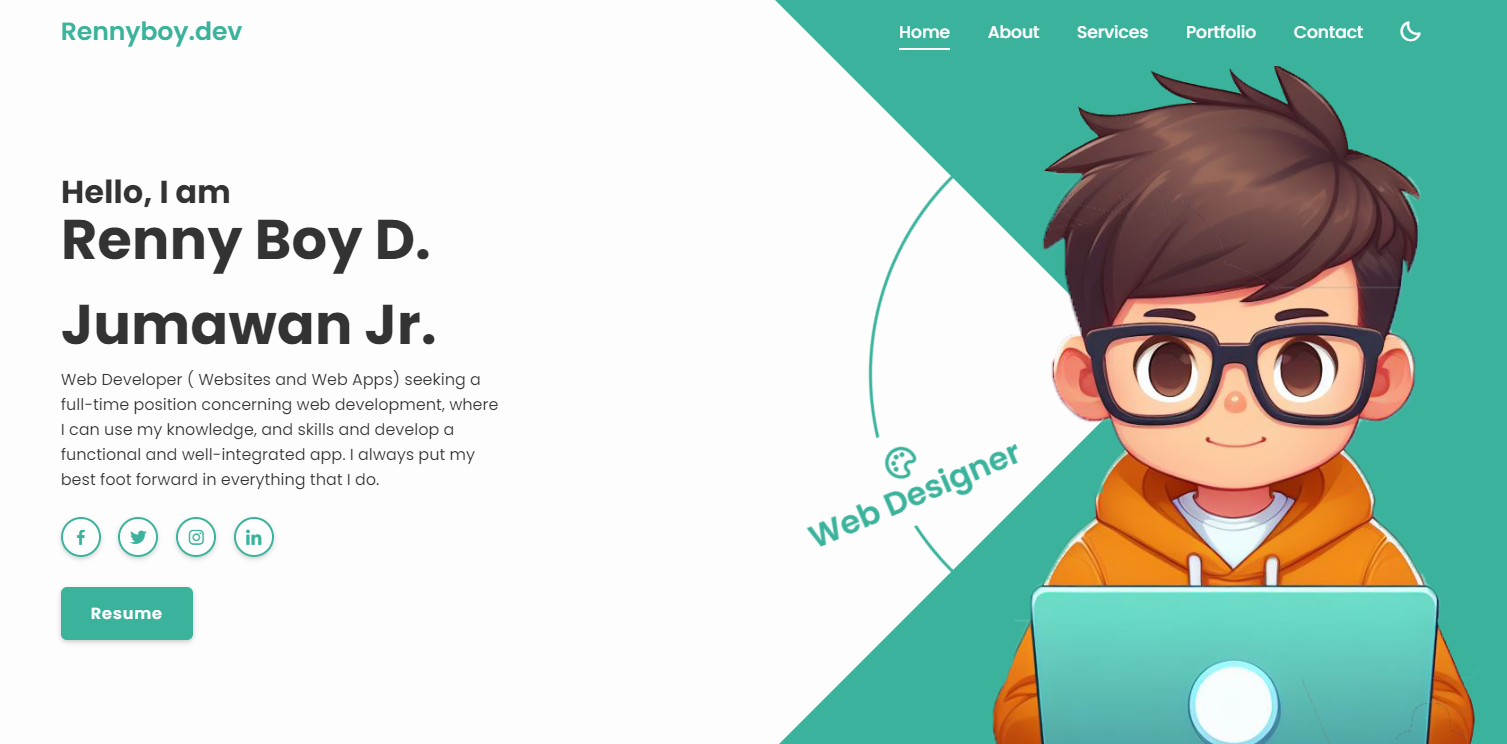 Rennyboy.dev
Home About Services Portfolio Contact
Hello, I am
Renny Boy D.
Jumawan Jr.
Web Developer ( Websites and Web Apps) seeking a
full-time position concerning web development, where
I can use my knowledge, and skills and develop a
functional and well-integrated app. I always put my
best foot forward in everything that I do.
Resume
Web Designer